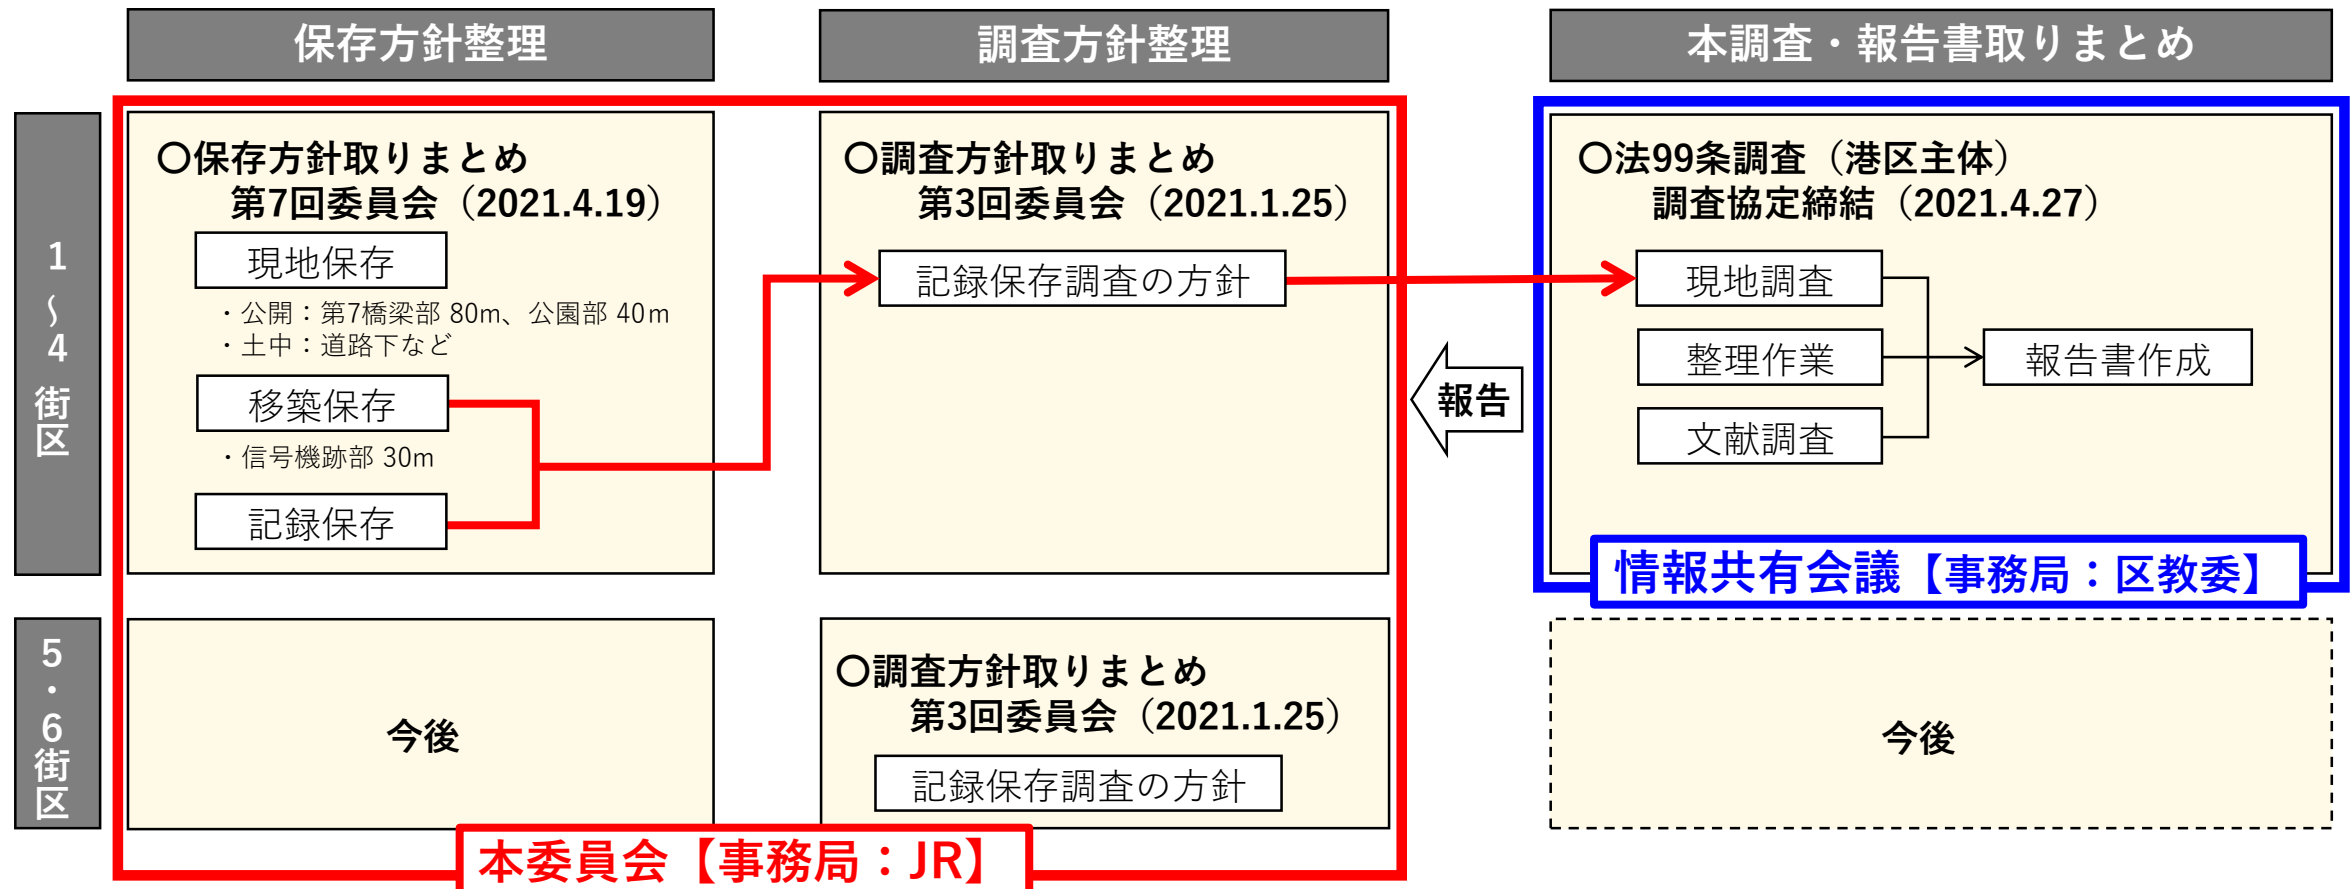 保存方針整理
調査方針整理
本調査・報告書取りまとめ
1～4街区
〇保存方針取りまとめ
第7回委員会（2021.4.19）
現地保存
・公開：第7橋梁部 80m、公園部 40m
・土中：道路下など
移築保存
・信号機跡部 30m
記録保存
〇調査方針取りまとめ
第3回委員会（2021.1.25）
記録保存調査の方針
報告
〇法99条調査（港区主体）
調査協定締結（2021.4.27）
現地調査
整理作業
文献調査
報告書作成
情報共有会議【事務局：区教委】
5・6街区
今後
〇調査方針取りまとめ
第3回委員会（2021.1.25）
記録保存調査の方針
今後
本委員会【事務局：JR】